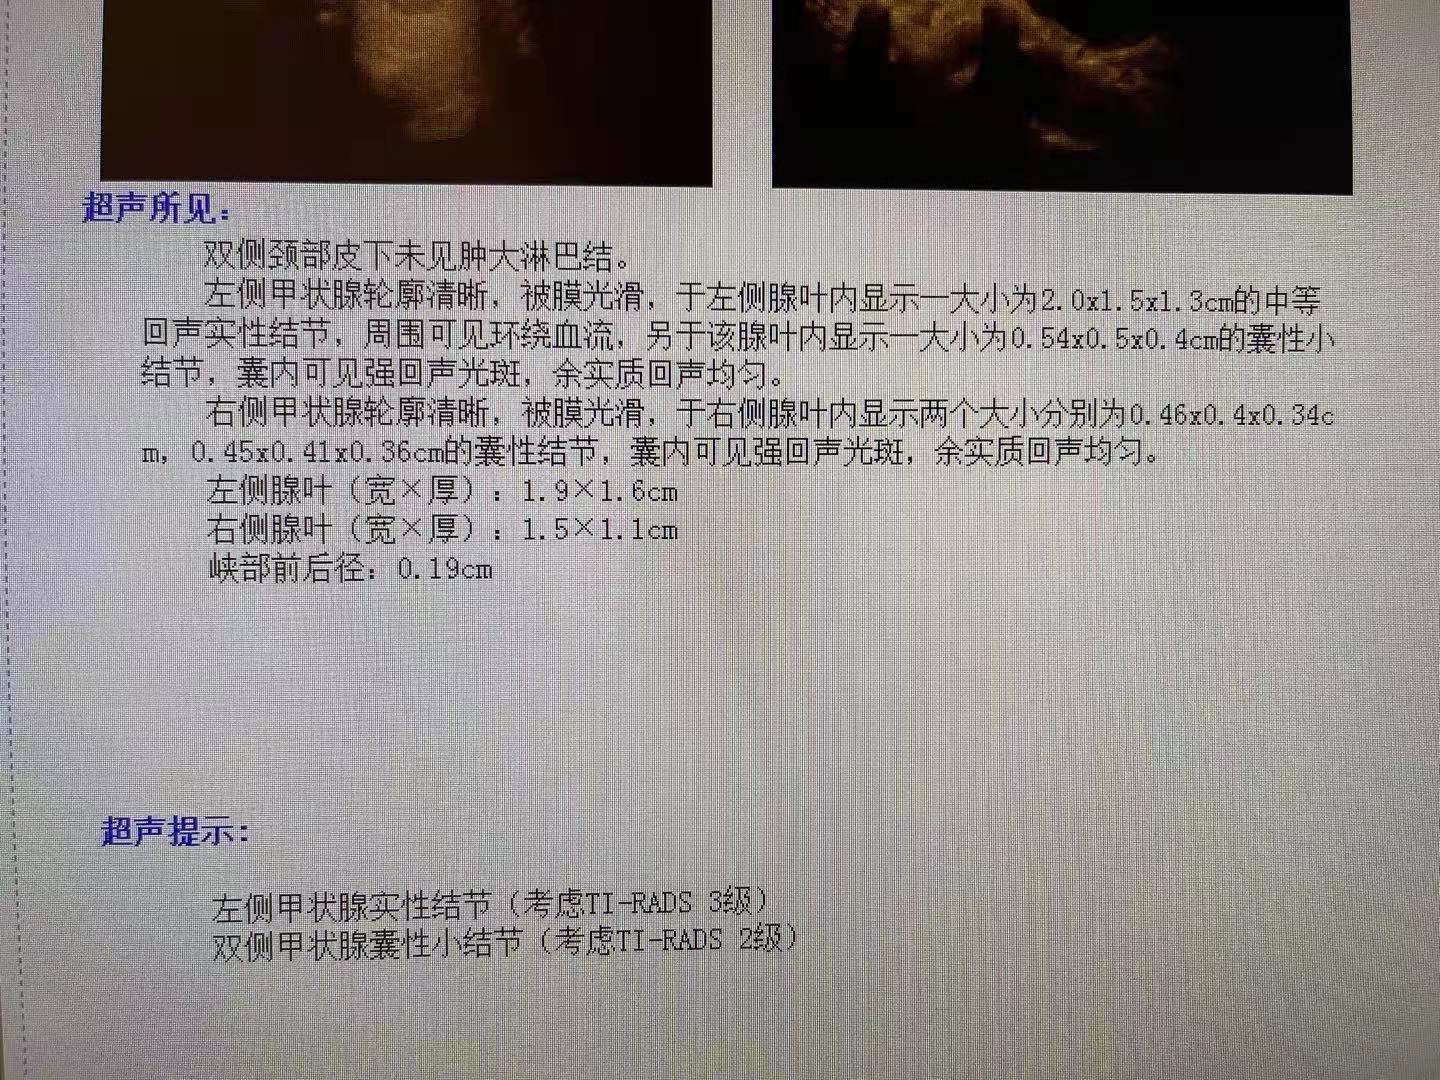 超声所见：
双侧颈部皮下未见肿大淋巴结。
左侧甲状腺轮廓清晰，被膜光滑，于左侧腺叶内显示一大小为2.0x1.5x1.3cm的中等
回声实性结节，周围可见环绕血流，另于该腺叶内显示一大小为0.54x0.5x0.4cm的囊性小
结节，囊内可见强回声光斑，余实质回声均匀。
右侧甲状腺轮廓清晰，被膜光滑，于右侧腺叶内显示两个大小分别为0.46x0.4x0.34c
m，0.45x0.41x0.36cm的囊性结节，囊内可见强回声光斑，余实质回声均匀。
左侧腺叶（宽×厚）：1.9×1.6cm
右侧腺叶（宽×厚）：1.5×1.1cm
峡部前后径：0.19cm
超声提示：
左侧甲状腺实性结节（考虑TI-RADS 3级）
双侧甲状腺囊性小结节（考虑TI-RADS 2级）